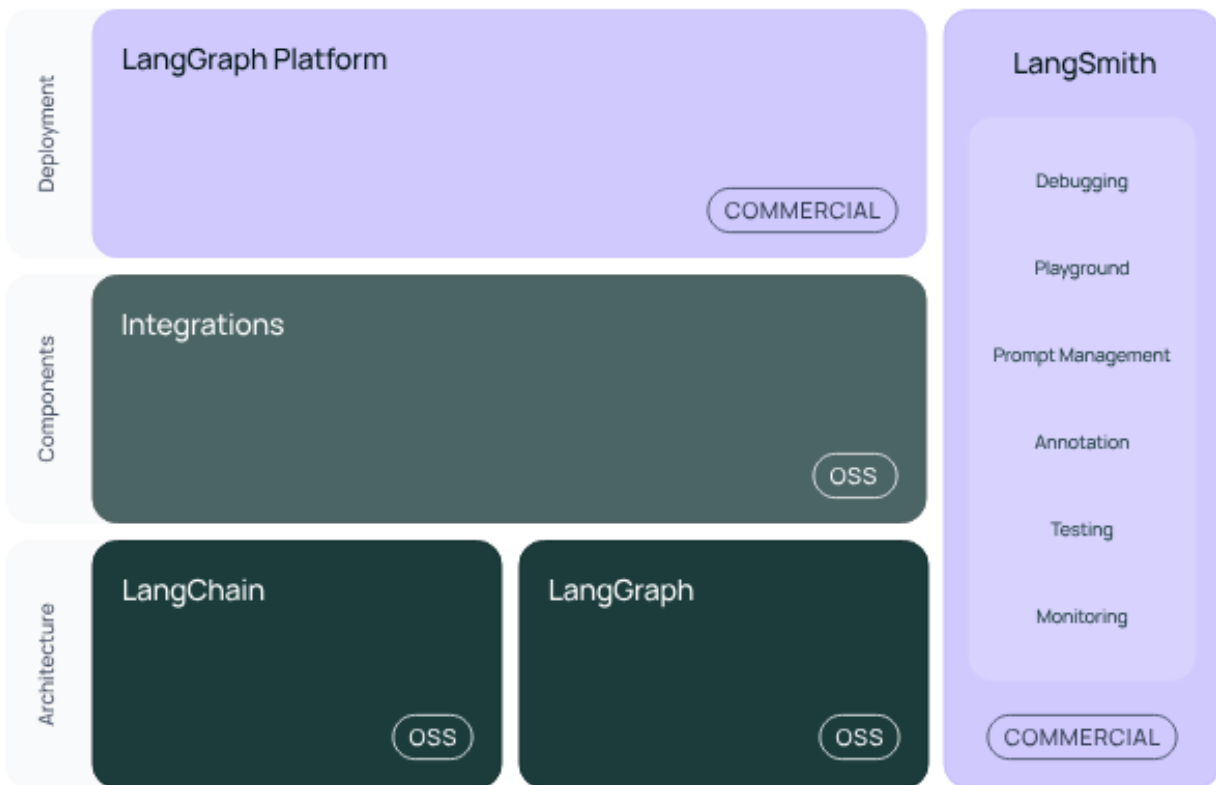 Deployment
LangGraph Platform
COMMERCIAL
Components
Integrations
OSS
Architecture
LangChain
OSS
LangGraph
OSS
LangSmith
Debugging
Playground
Prompt Management
Annotation
Testing
Monitoring
COMMERCIAL